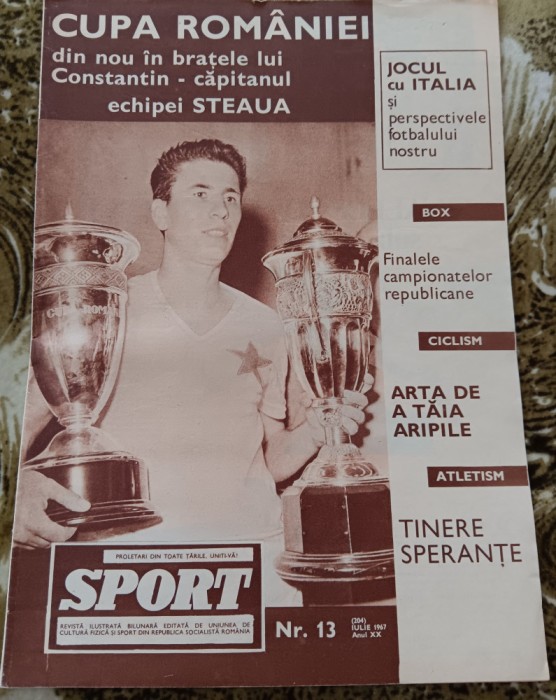 CUPA ROMÂNIEI
din nou în brațele lui
Constantin - căpitanul
echipei STEAUA
JOCUL
cu ITALIA
și
perspectivele
fotbalului
nostru
BOX
Finalele
campionatelor
republicane
CICLISM
ARTA DE
A TĂIA
ARIPILE
ATLETISM
TINERE
SPERANȚE
PROLETARI DIN TOATE ȚĂRILE, UNIȚI-VĂ!
SPORT
REVISTĂ ILUSTRATĂ BILUNARĂ EDITATĂ DE UNIUNEA DE
CULTURĂ FIZICĂ ȘI SPORT DIN REPUBLICA SOCIALISTĂ ROMÂNIA
Nr. 13
(204)
IULIE 1967
Anul XX